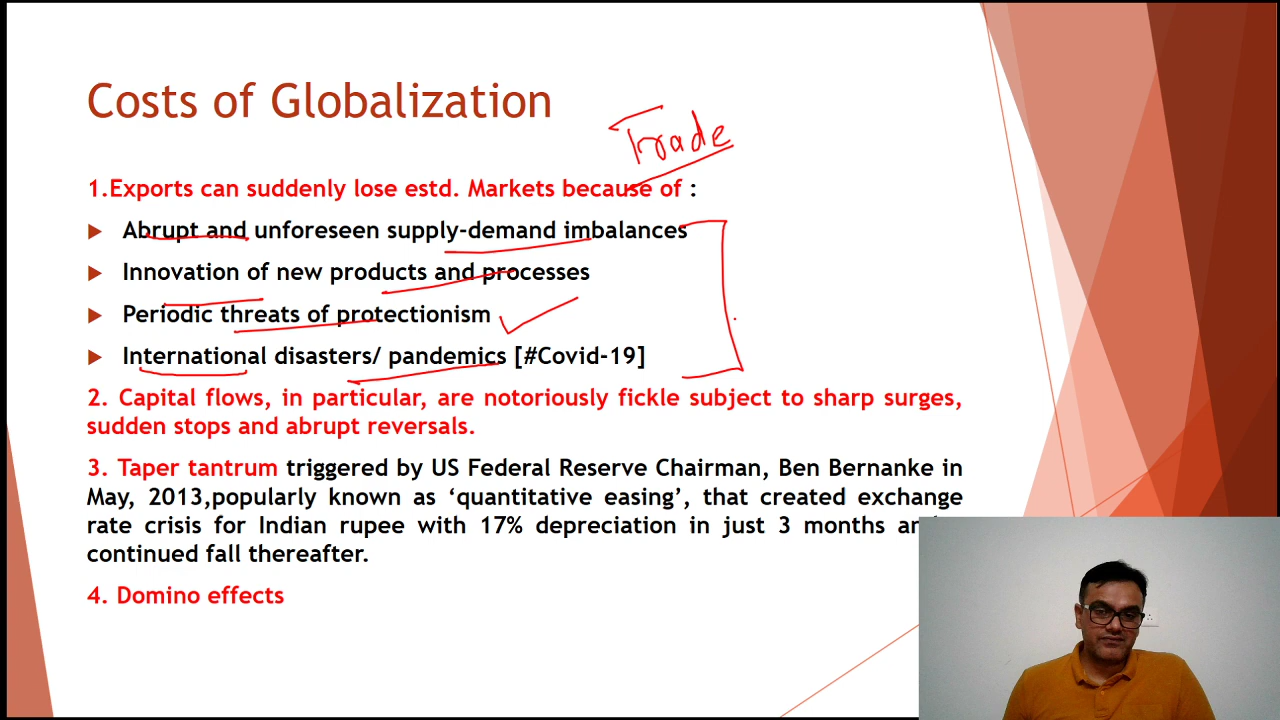 Costs of Globalization
Trade
1.Exports can suddenly lose estd. Markets because of :
Abrupt and unforeseen supply-demand imbalances
Innovation of new products and processes
Periodic threats of protectionism
International disasters/ pandemics [#Covid-19]
2. Capital flows, in particular, are notoriously fickle subject to sharp surges,
sudden stops and abrupt reversals.
3. Taper tantrum triggered by US Federal Reserve Chairman, Ben Bernanke in
May, 2013,popularly known as ‘quantitative easing’, that created exchange
rate crisis for Indian rupee with 17% depreciation in just 3 months
continued fall thereafter.
4. Domino effects